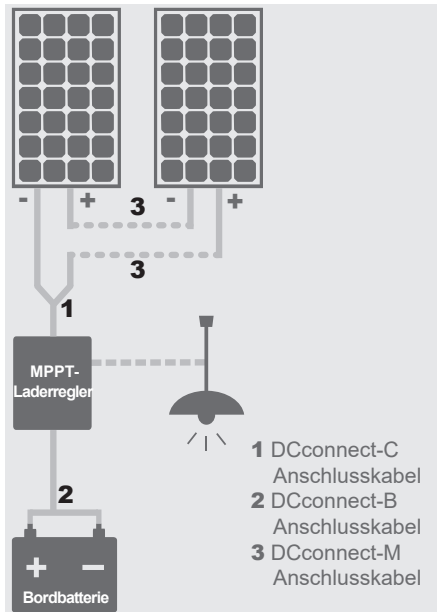 - + - +
3
3
1
MPPT-
Laderregler
2
1 DCconnect-C
Anschlusskabel
2 DCconnect-B
Anschlusskabel
3 DCconnect-M
Anschlusskabel
+ −
Bordbatterie